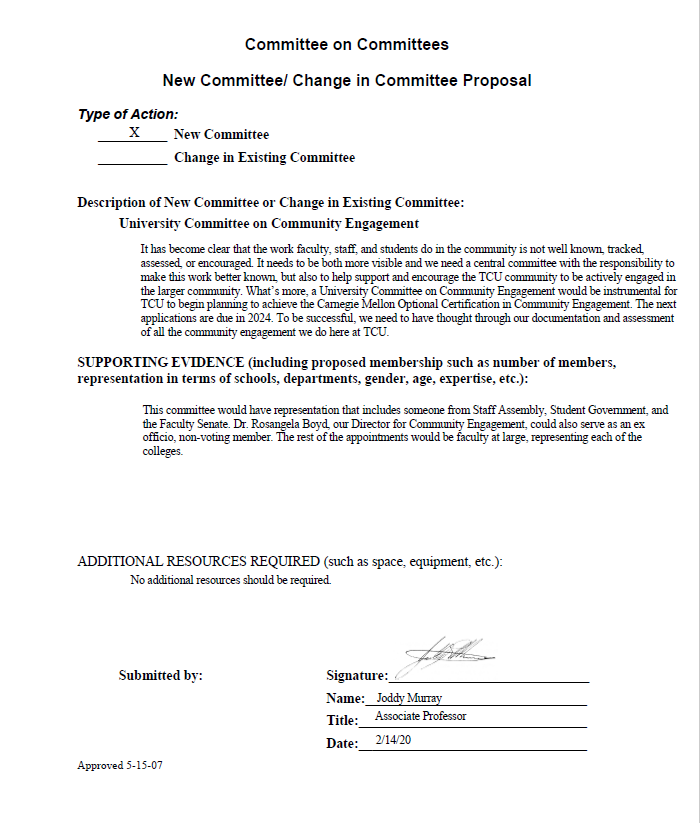 Committee on Committees
New Committee/ Change in Committee Proposal
Type of Action:
X New Committee
Change in Existing Committee
Description of New Committee or Change in Existing Committee:
University Committee on Community Engagement
It has become clear that the work faculty, staff, and students do in the community is not well known, tracked,
assessed, or encouraged. It needs to be both more visible and we need a central committee with the responsibility to
make this work better known, but also to help support and encourage the TCU community to be actively engaged in
the larger community. What's more, a University Committee on Community Engagement would be instrumental for
TCU to begin planning to achieve the Carnegie Mellon Optional Certification in Community Engagement. The next
applications are due in 2024. To be successful, we need to have thought through our documentation and assessment
of all the community engagement we do here at TCU.
SUPPORTING EVIDENCE (including proposed membership such as number of members,
representation in terms of schools, departments, gender, age, expertise, etc.):
This committee would have representation that includes someone from Staff Assembly, Student Government, and
the Faculty Senate. Dr. Rosangela Boyd, our Director for Community Engagement, could also serve as an ex
officio, non-voting member. The rest of the appointments would be faculty at large, representing each of the
colleges.
ADDITIONAL RESOURCES REQUIRED (such as space, equipment, etc.):
No additional resources should be required.
Submitted by: Signature:
Name: Joddy Murray
Title: Associate Professor
Date: 2/14/20
Approved 5-15-07